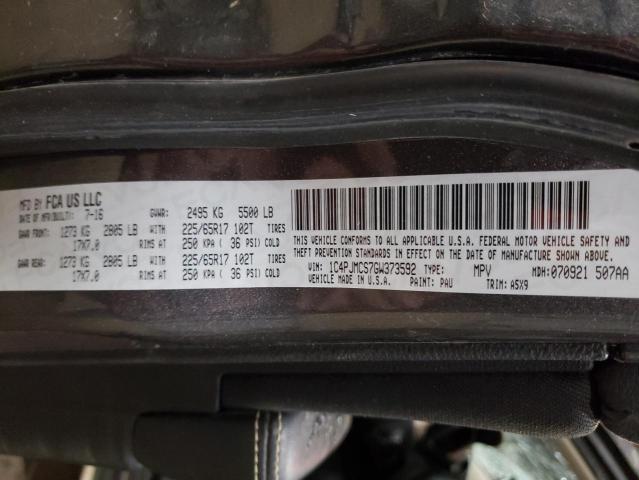 MFD BY FCA US LLC
DATE OF MFR(BUILT): 7-16 GVWR: 2495 KG 5500 LB
GAWR FRONT: 1273 KG 2805 LB WITH 225/65R17 102T TIRES
17X7.0 RIMS AT 250 KPA ( 36 PSI) COLD
GAWR REAR: 1273 KG 2805 LB WITH 225/65R17 102T TIRES
17X7.0 RIMS AT 250 KPA ( 36 PSI) COLD
THIS VEHICLE CONFORMS TO ALL APPLICABLE U.S.A. FEDERAL MOTOR VEHICLE SAFETY AND
THEFT PREVENTION STANDARDS IN EFFECT ON THE DATE OF MANUFACTURE SHOWN ABOVE.
VIN: 1C4PJMCS7GW373592 TYPE: MPV MDH: 070921 507AA
VEHICLE MADE IN U.S.A. PAINT: PAU TRIM: A5X9